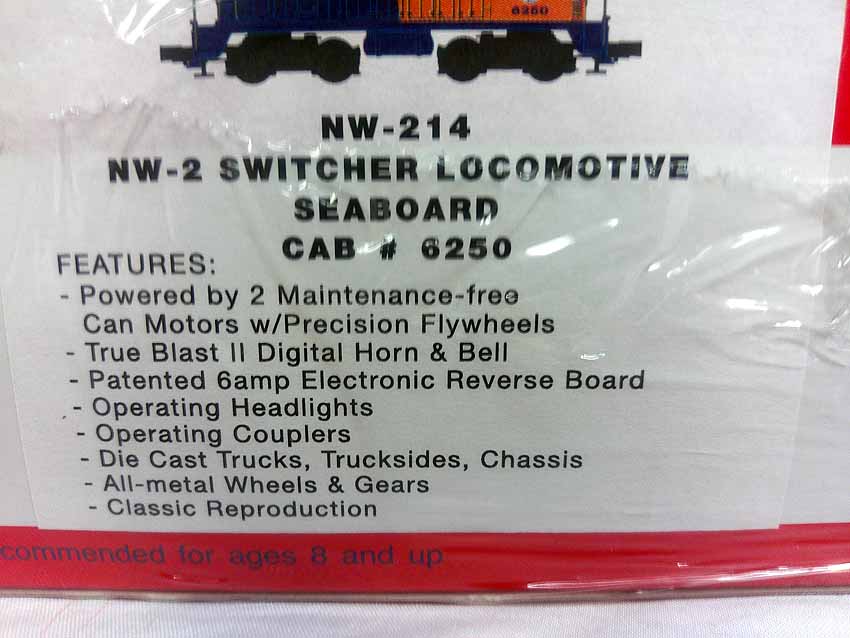 6250
NW-214
NW-2 SWITCHER LOCOMOTIVE
SEABOARD
CAB # 6250
FEATURES:
- Powered by 2 Maintenance-free
Can Motors w/Precision Flywheels
- True Blast II Digital Horn & Bell
- Patented 6amp Electronic Reverse Board
- Operating Headlights
- Operating Couplers
- Die Cast Trucks, Trucksides, Chassis
- All-metal Wheels & Gears
- Classic Reproduction
commended for ages 8 and up